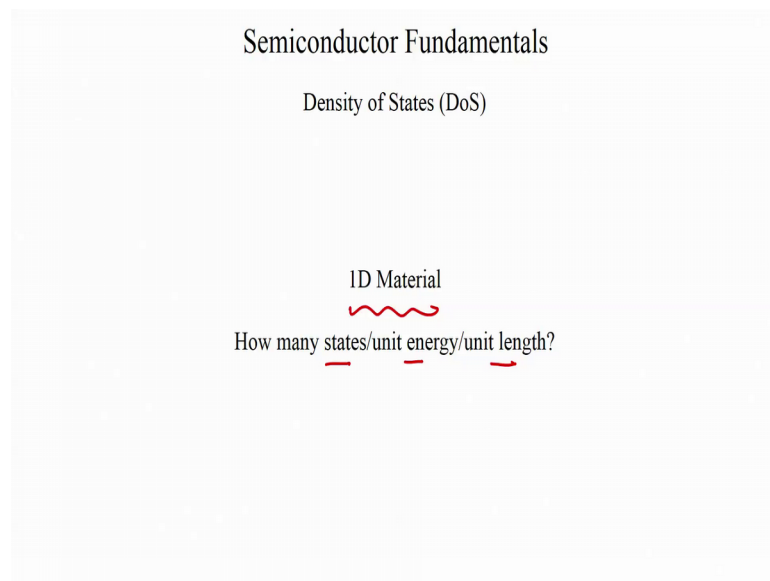 Semiconductor Fundamentals
Density of States (DoS)
1D Material
How many states/unit energy/unit length?